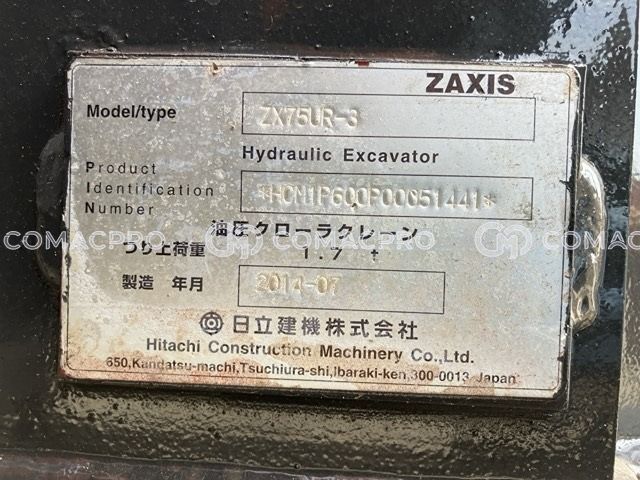 ZAXIS
Model/type ZX75UR-3
Hydraulic Excavator
Product
Identification *HCM1P600P00051441*
Number
COMACPRO COMACPRO COMACPRO
油圧クローラクレーン
つり上荷重 1.7 t
製造 年月 2014-07
日立建機株式会社
Hitachi Construction Machinery Co.,Ltd.
650,Kandatsu-machi,Tsuchiura-shi,Ibaraki-ken,300-0013 Japan